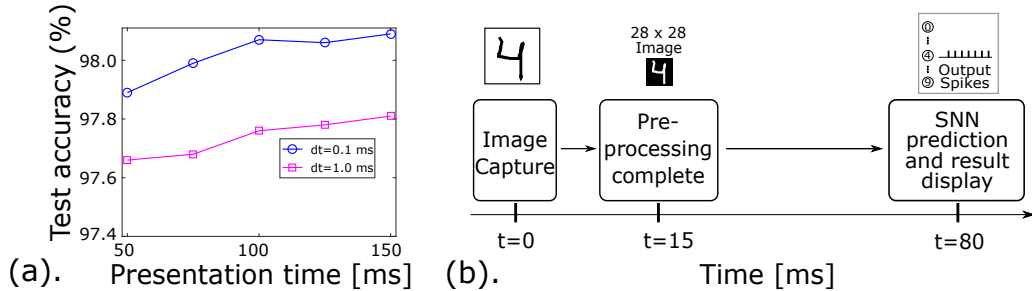 Test accuracy (%)
98.0
97.8
97.6
97.4
dt=0.1 ms
dt=1.0 ms
50
100
150
(a).
Presentation time [ms]
4
28 x 28
Image
4
0
4
9
Output
Spikes
Image
Capture
Pre-
processing
complete
SNN
prediction
and result
display
t=0
t=15
t=80
(b).
Time [ms]